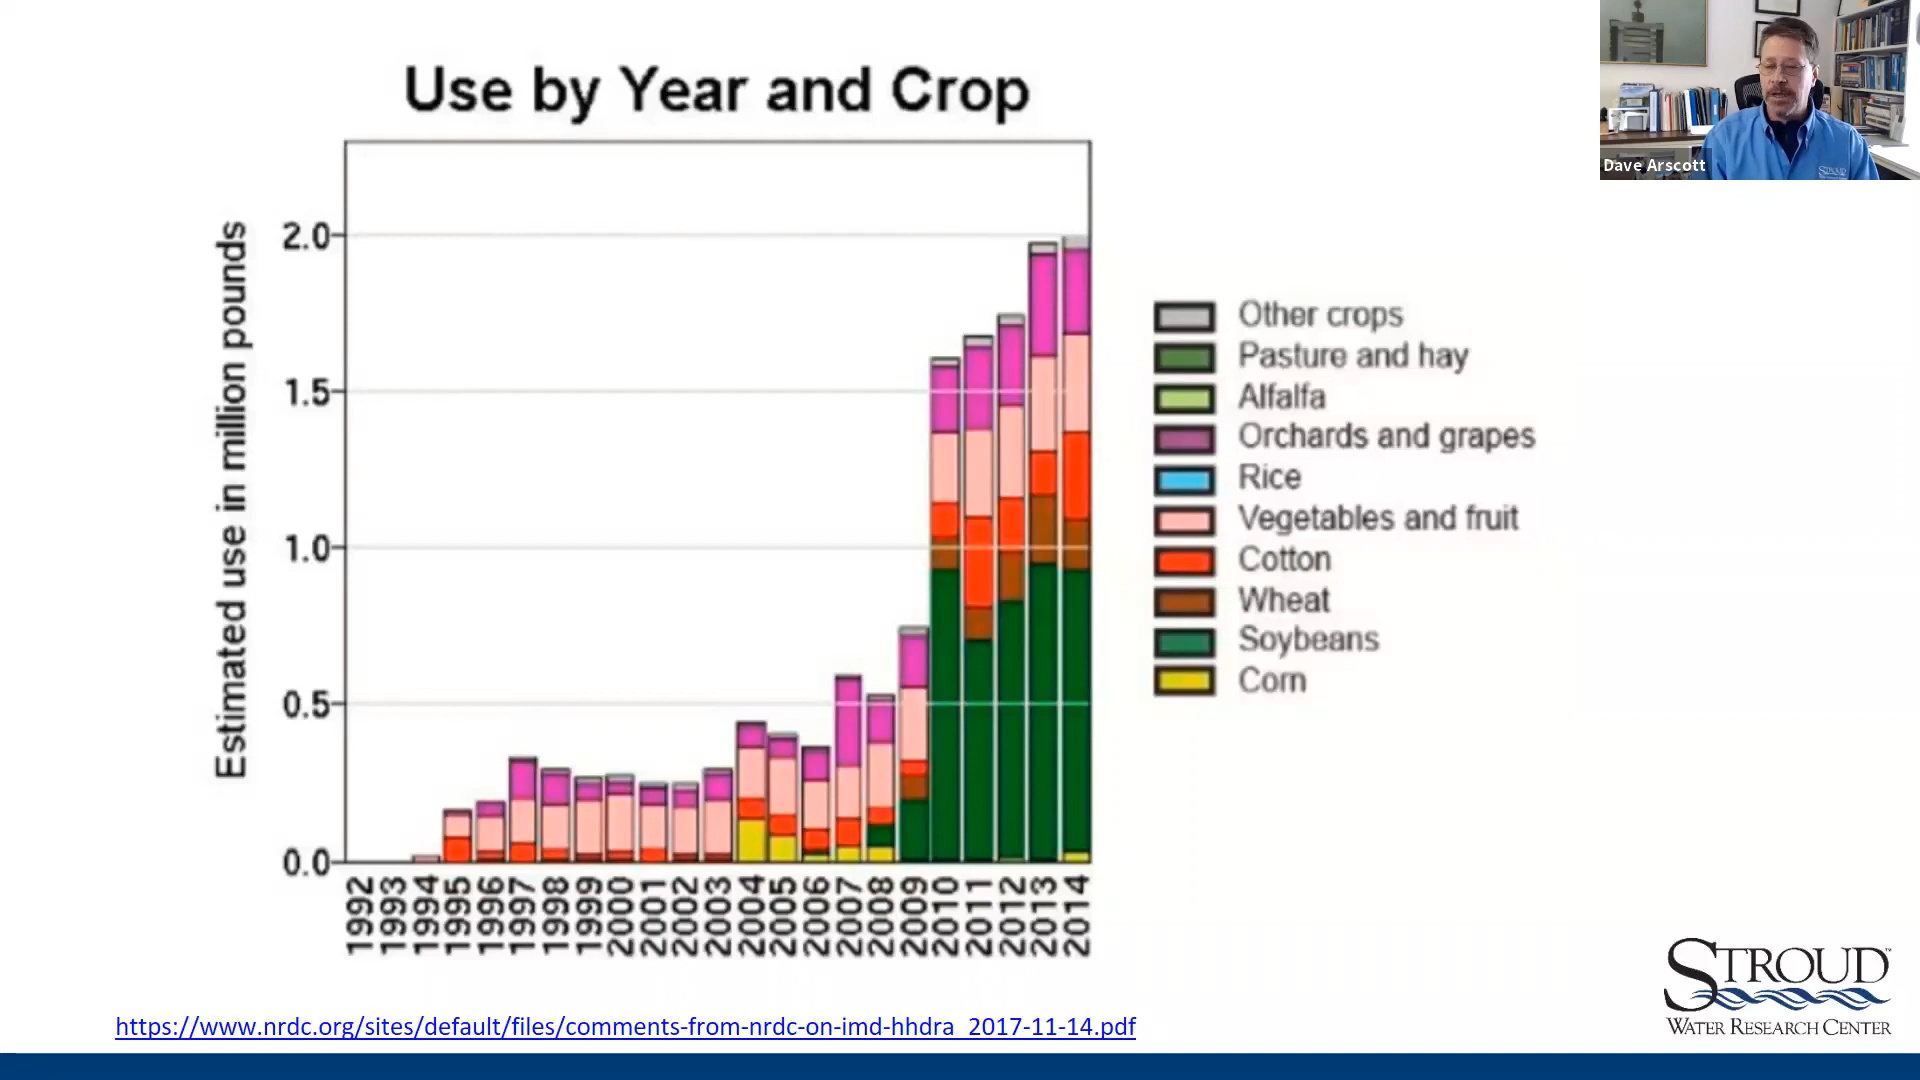 Use by Year and Crop
Dave Arscott
Estimated use in million pounds
2.0
1.5
1.0
0.5
0.0
1992
1993
1994
1995
1996
1997
1998
1999
2000
2001
2002
2003
2004
2005
2006
2007
2008
2009
2010
2011
2012
2013
2014
Other crops
Pasture and hay
Alfalfa
Orchards and grapes
Rice
Vegetables and fruit
Cotton
Wheat
Soybeans
Corn
https://www.nrdc.org/sites/default/files/comments-from-nrdc-on-imd-hhdra_2017-11-14.pdf
STROUD™
WATER RESEARCH CENTER
STROUD